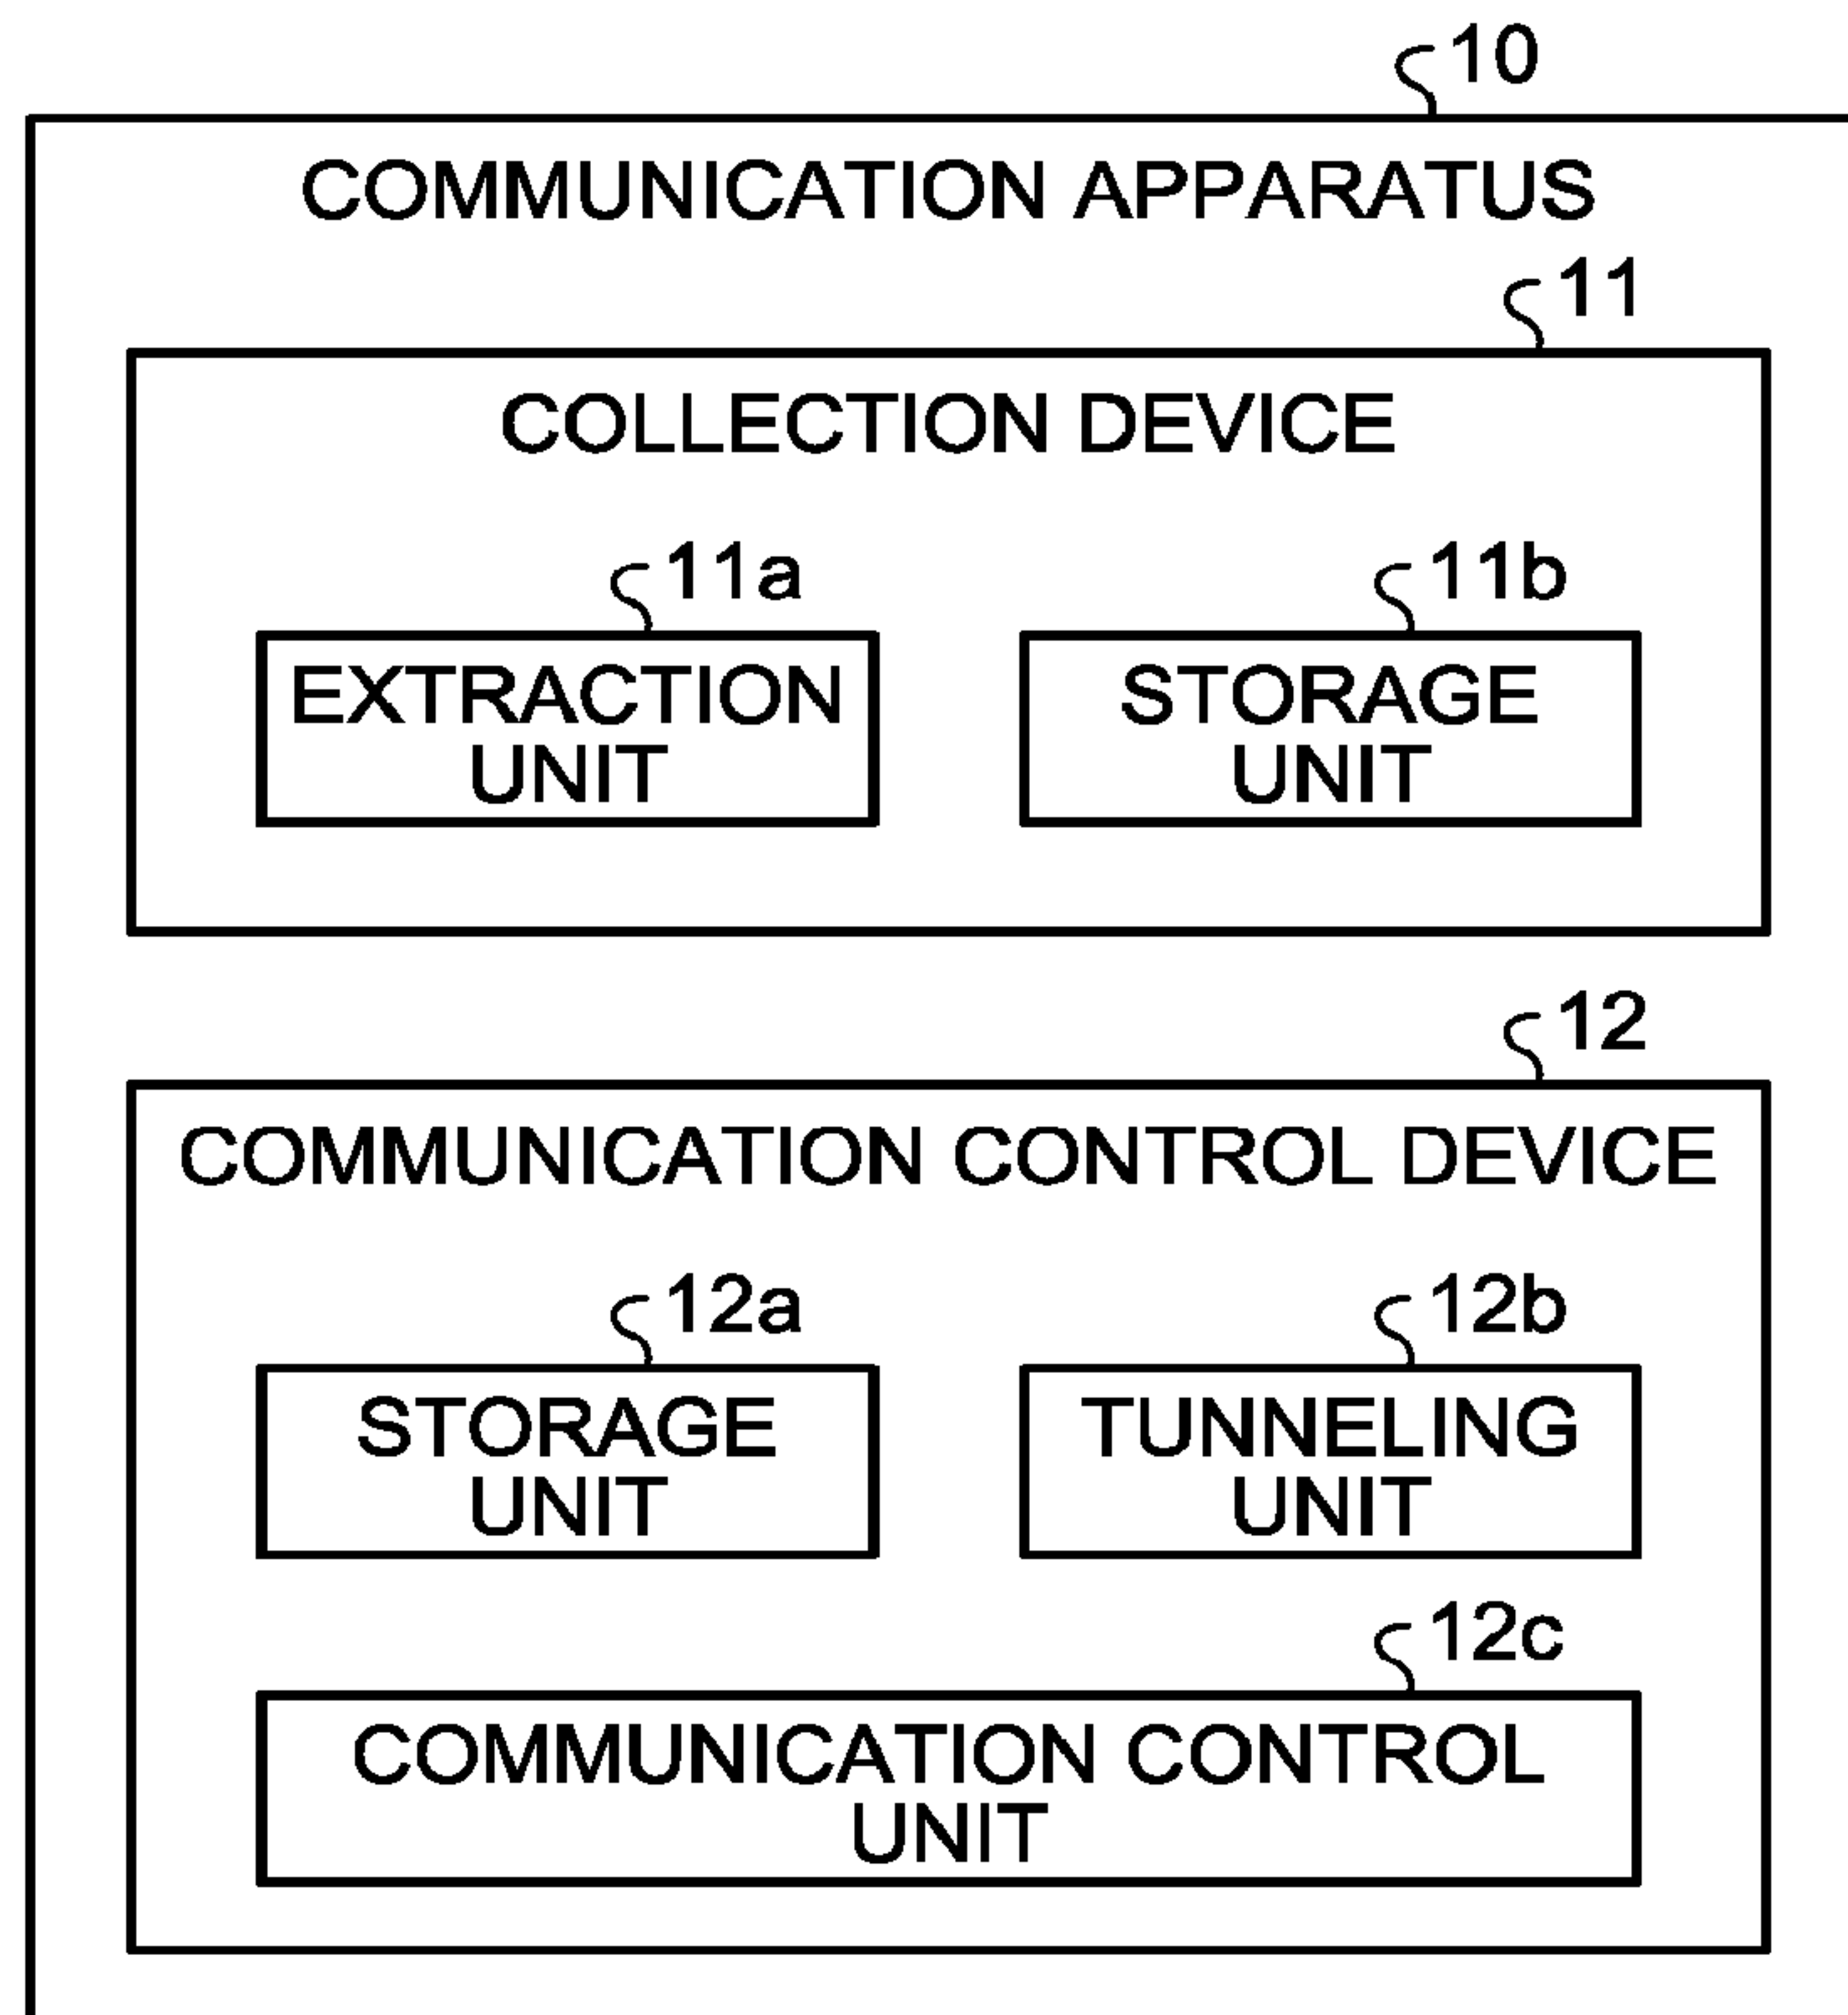 10
COMMUNICATION APPARATUS
11
COLLECTION DEVICE
11a
11b
EXTRACTION
UNIT
STORAGE
UNIT
12
COMMUNICATION CONTROL DEVICE
12a
12b
STORAGE
UNIT
TUNNELING
UNIT
12c
COMMUNICATION CONTROL
UNIT